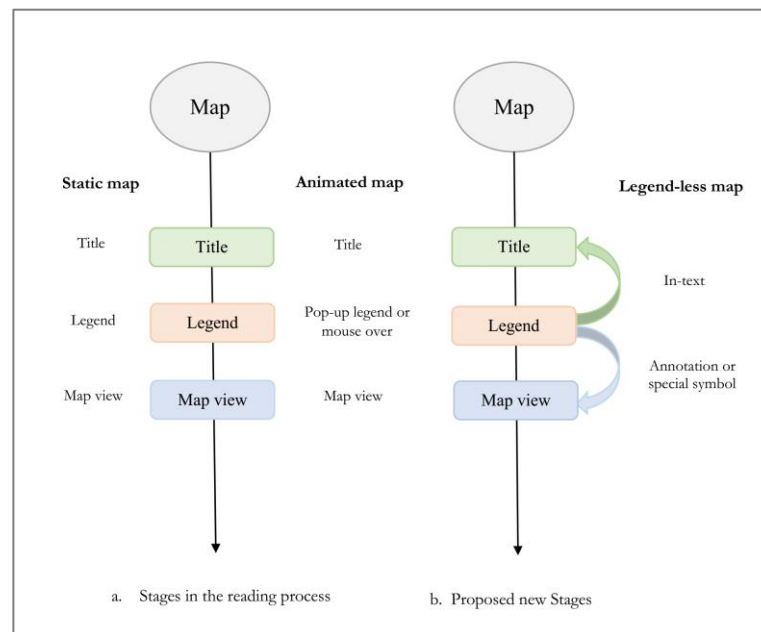 Map
Map
Static map
Animated map
Legend-less map
Title
Title
Title
Title
In-text
Legend
Legend
Pop-up legend or
mouse over
Legend
Annotation or
special symbol
Map view
Map view
Map view
Map view
a. Stages in the reading process
b. Proposed new Stages